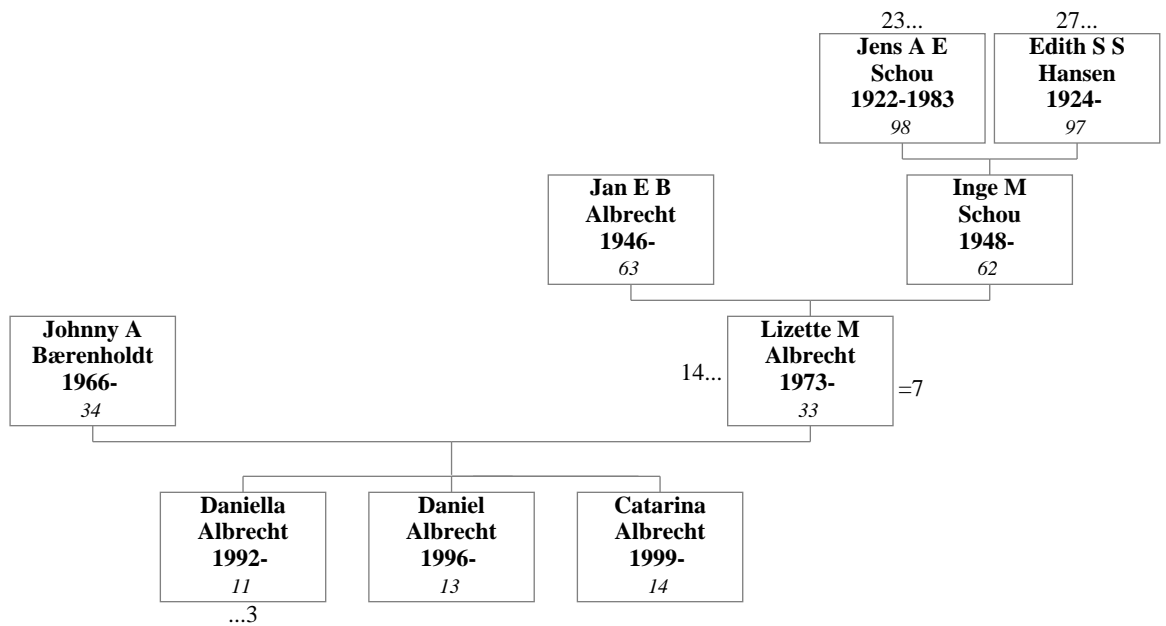 23...
27...
Jens A E
Schou
1922-1983
98
Edith S S
Hansen
1924-
97
Jan E B
Albrecht
1946-
63
Inge M
Schou
1948-
62
Johnny A
Bærenholdt
1966-
34
14...
Lizette M
Albrecht
1973-
33
=7
Daniella
Albrecht
1992-
11
...3
Daniel
Albrecht
1996-
13
Catarina
Albrecht
1999-
14